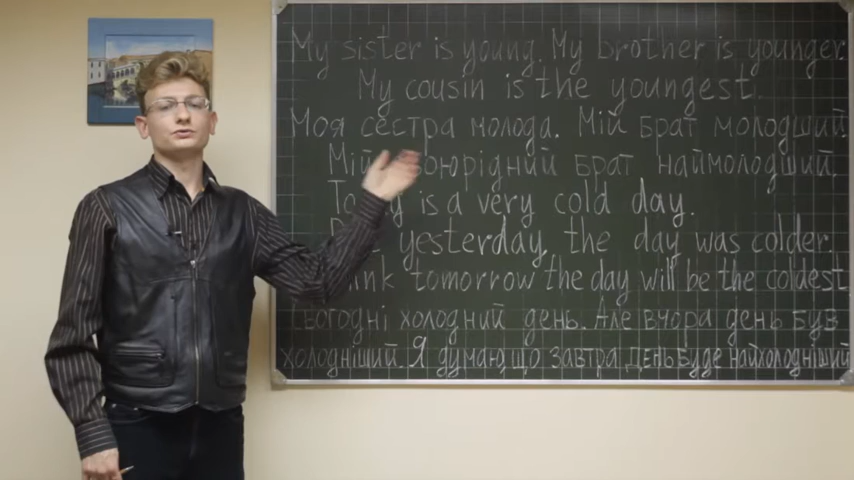 My sister is young. My brother is younger.
My cousin is the youngest.
Моя сестра молода. Мій брат молодший.
Мій брат наймолодший.
is a very cold day.
yesterday, the day was colder.
tomorrow the day will be the coldest
холодний день. Але вчора день був
холодніший. Я думаю, що завтра день буде найхолодніший